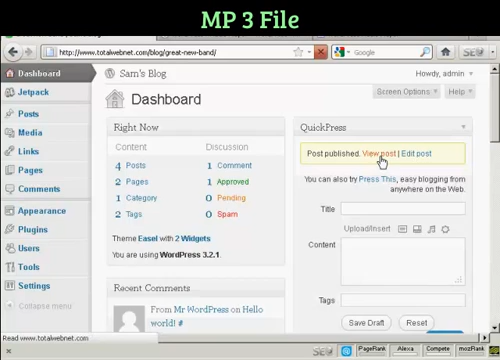 MP 3 File
http://www.totalwebnet.com/blog/great-new-band/
Google
Dashboard
Sam's Blog
Howdy, admin
Jetpack
Screen Options
Help
Dashboard
Posts
Media
Links
Pages
Comments
Appearance
Plugins
Users
Tools
Settings
Collapse menu
Right Now
Content
Discussion
4 Posts
1 Comment
2 Pages
1 Approved
1 Category
0 Pending
2 Tags
0 Spam
Theme Easel with 2 Widgets
You are using WordPress 3.2.1.
Recent Comments
From Mr WordPress on Hello
world! #
QuickPress
Post published. View post | Edit post
You can also try Press This, easy blogging from
anywhere on the Web.
Title
Upload/Insert
Content
Tags
Save Draft
Reset
Read www.totalwebnet.com
PageRank
Alexa
Compete
mozRank